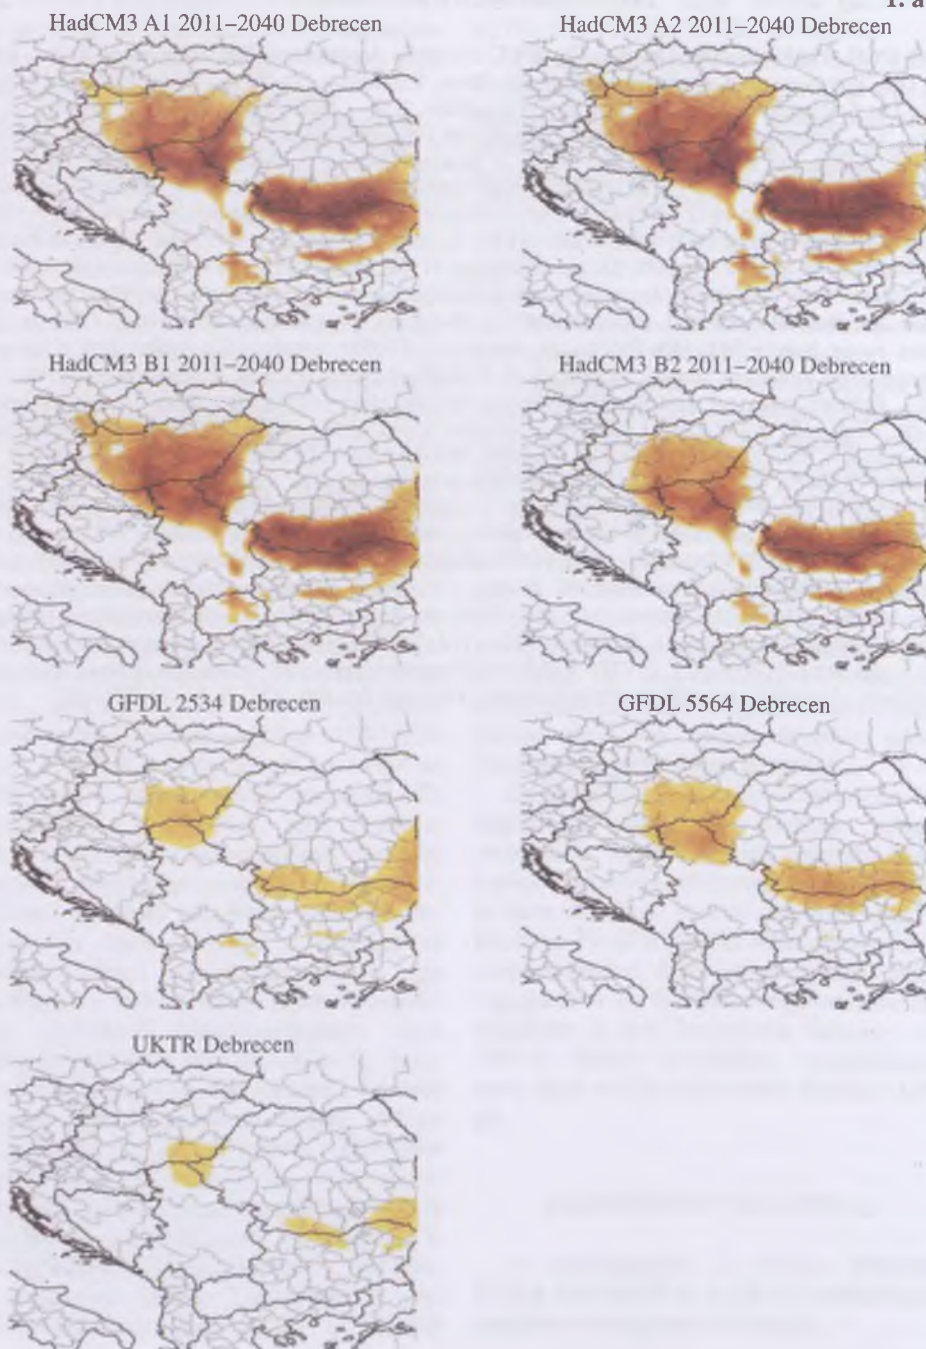 1. a
HadCM3 A1 2011–2040 Debrecen
HadCM3 A2 2011–2040 Debrecen
HadCM3 B1 2011–2040 Debrecen
HadCM3 B2 2011–2040 Debrecen
GFDL 2534 Debrecen
GFDL 5564 Debrecen
UKTR Debrecen